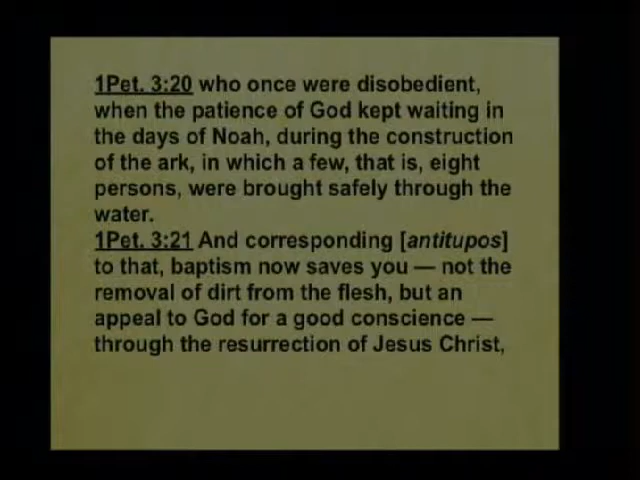 1Pet. 3:20 who once were disobedient,
when the patience of God kept waiting in
the days of Noah, during the construction
of the ark, in which a few, that is, eight
persons, were brought safely through the
water.
1Pet. 3:21 And corresponding [antitupos]
to that, baptism now saves you — not the
removal of dirt from the flesh, but an
appeal to God for a good conscience —
through the resurrection of Jesus Christ,